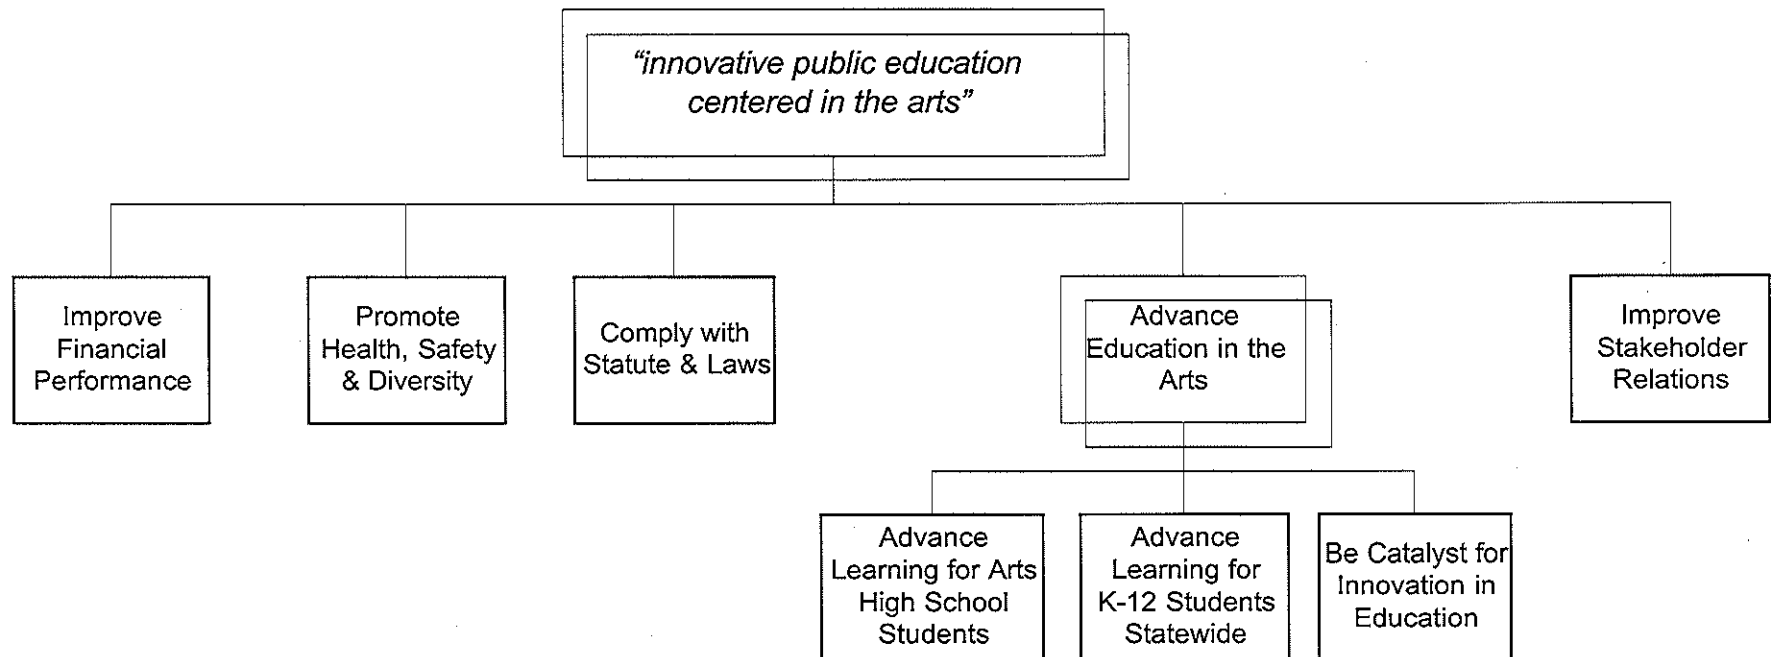 “innovative public education
centered in the arts”
Improve
Financial
Performance
Promote
Health, Safety
& Diversity
Comply with
Statute & Laws
Advance
Education in the
Arts
Improve
Stakeholder
Relations
Advance
Learning for Arts
High School
Students
Advance
Learning for
K-12 Students
Statewide
Be Catalyst for
Innovation in
Education